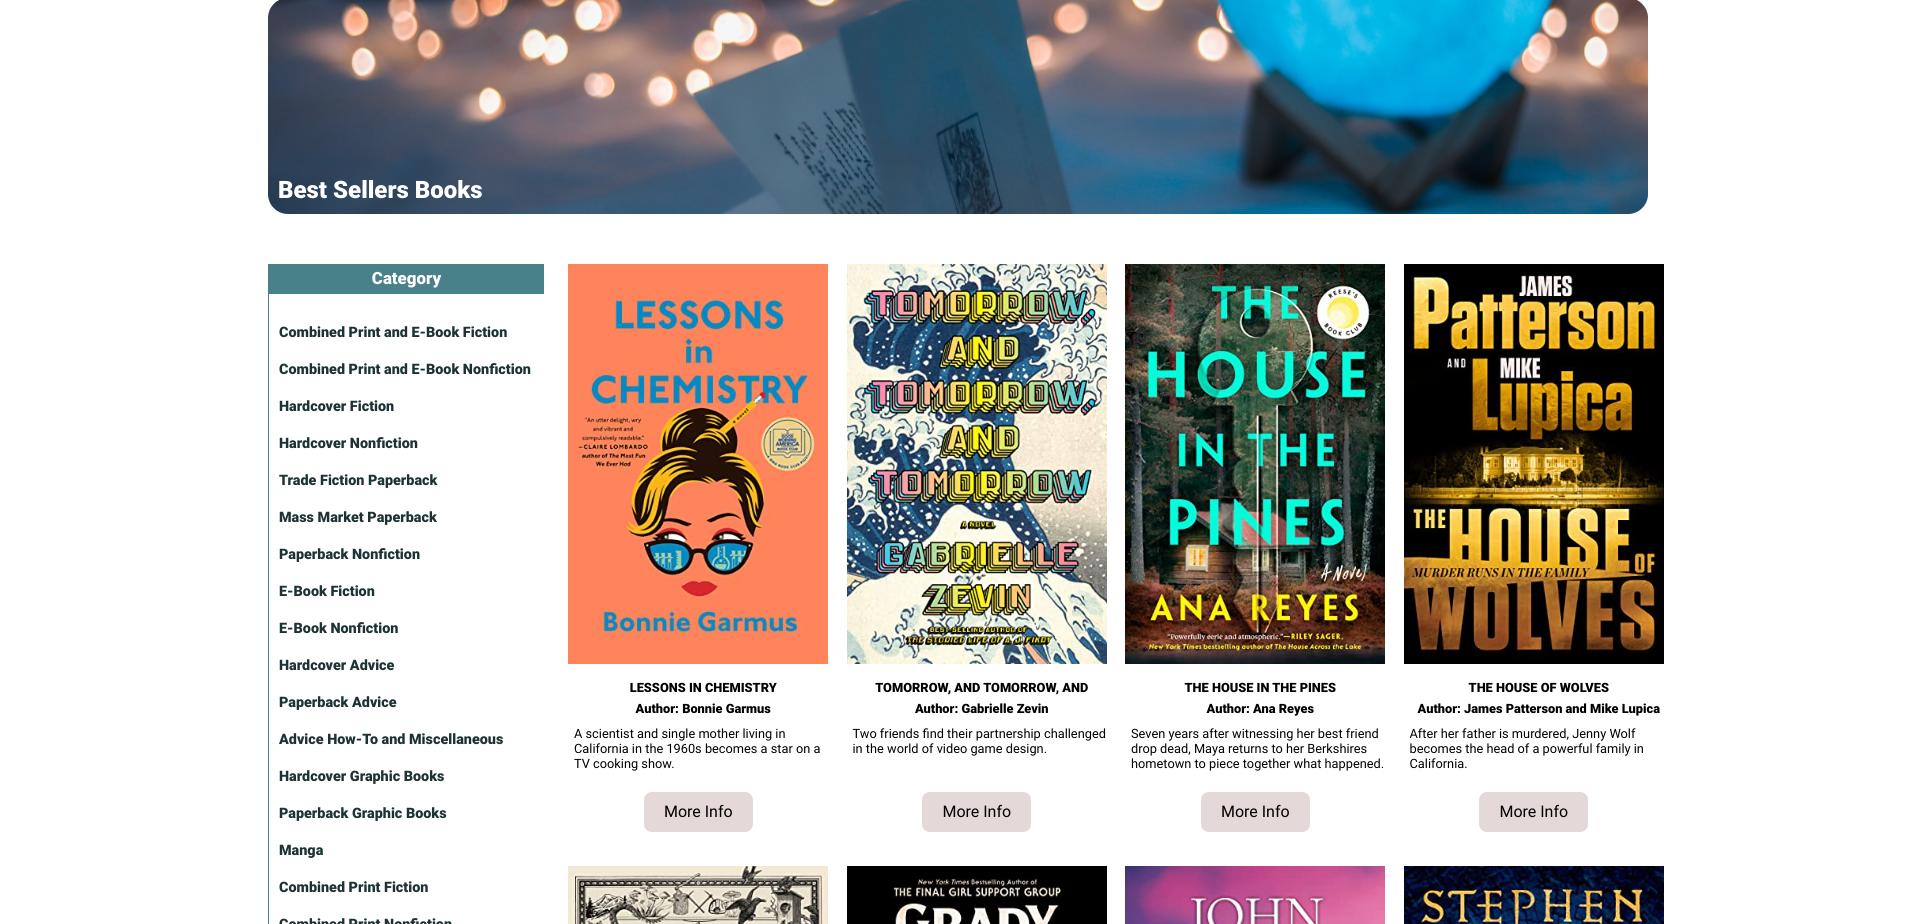 Best Sellers Books
Category
Combined Print and E-Book Fiction
Combined Print and E-Book Nonfiction
Hardcover Fiction
Hardcover Nonfiction
Trade Fiction Paperback
Mass Market Paperback
Paperback Nonfiction
E-Book Fiction
E-Book Nonfiction
Hardcover Advice
Paperback Advice
Advice How-To and Miscellaneous
Hardcover Graphic Books
Paperback Graphic Books
Manga
Combined Print Fiction
Combined Print Nonfiction
LESSONS
in
CHEMISTRY
a novel
"An utter delight, wry
and vibrant and
compulsively readable."
—CLAIRE LOMBARDO
author of The Most Fun
We Ever Had
GOOD
MORNING
AMERICA
BOOK CLUB
Bonnie Garmus
LESSONS IN CHEMISTRY
Author: Bonnie Garmus
A scientist and single mother living in
California in the 1960s becomes a star on a
TV cooking show.
More Info
TOMORROW,
AND
TOMORROW,
AND
TOMORROW
A NOVEL
GABRIELLE
ZEVIN
BEST-SELLING AUTHOR OF
THE STORIED LIFE OF A.J. FIKRY
TOMORROW, AND TOMORROW, AND
Author: Gabrielle Zevin
Two friends find their partnership challenged
in the world of video game design.
More Info
THE
REESE'S
BOOK CLUB
HOUSE
IN THE
PINES
A Novel
ANA REYES
"Powerfully eerie and atmospheric."—RILEY SAGER,
New York Times bestselling author of The House Across the Lake
THE HOUSE IN THE PINES
Author: Ana Reyes
Seven years after witnessing her best friend
drop dead, Maya returns to her Berkshires
hometown to piece together what happened.
More Info
JAMES
Patterson
AND MIKE
Lupica
THE HOUSE OF
MURDER RUNS IN THE FAMILY
WOLVES
THE HOUSE OF WOLVES
Author: James Patterson and Mike Lupica
After her father is murdered, Jenny Wolf
becomes the head of a powerful family in
California.
More Info
New York Times Bestselling Author of
THE FINAL GIRL SUPPORT GROUP
GRADY
JOHN
STEPHEN